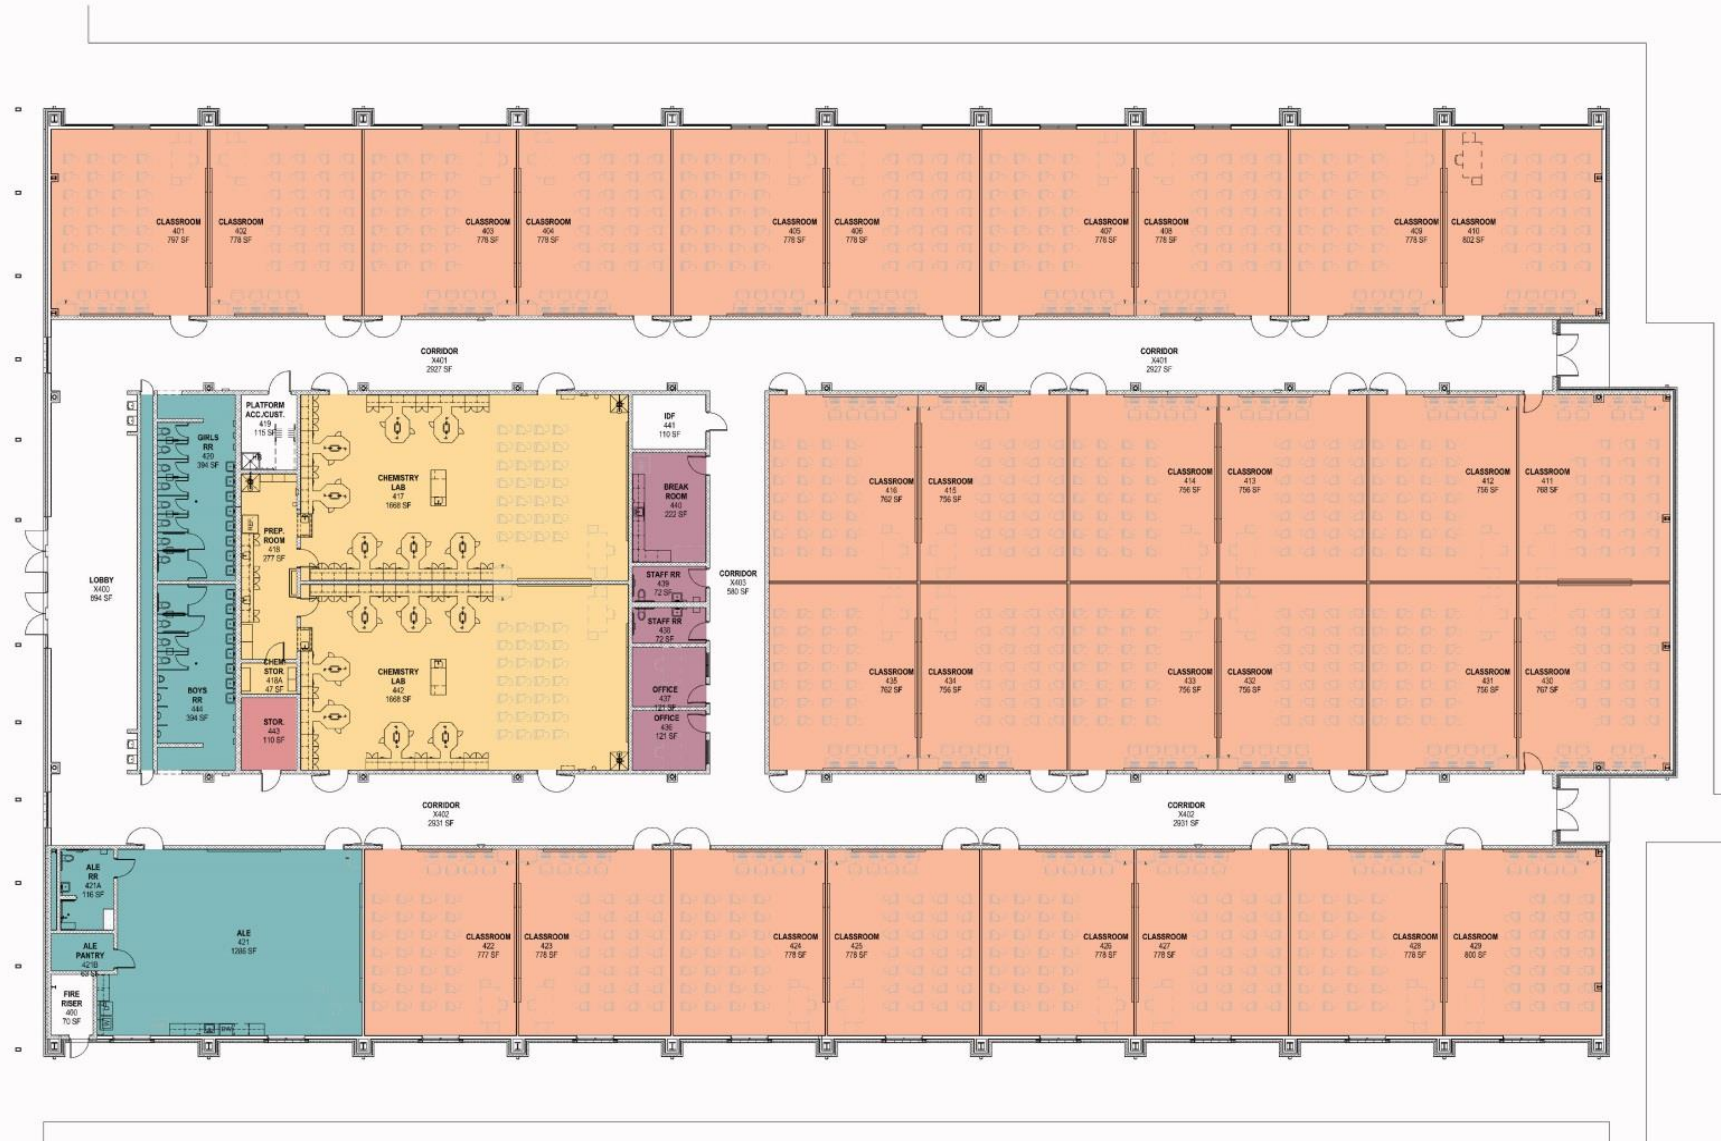 CLASSROOM
401
797 SF
CLASSROOM
402
778 SF
CLASSROOM
403
778 SF
CLASSROOM
404
778 SF
CLASSROOM
405
778 SF
CLASSROOM
406
778 SF
CLASSROOM
407
778 SF
CLASSROOM
408
778 SF
CLASSROOM
409
778 SF
CLASSROOM
410
802 SF
CORRIDOR
X401
2927 SF
CORRIDOR
X401
2927 SF
GIRLS
RR
420
394 SF
PLATFORM
ACC./CUST.
419
115 SF
CHEMISTRY
LAB
417
1668 SF
IDF
441
110 SF
BREAK
ROOM
440
222 SF
CLASSROOM
416
762 SF
CLASSROOM
415
756 SF
CLASSROOM
414
756 SF
CLASSROOM
413
756 SF
CLASSROOM
412
756 SF
CLASSROOM
411
768 SF
REF.
PREP.
ROOM
418
277 SF
LOBBY
X400
894 SF
STAFF RR
439
72 SF
CORRIDOR
X403
580 SF
STAFF RR
438
72 SF
BOYS
RR
444
394 SF
CHEM
STOR.
418A
47 SF
STOR.
443
110 SF
CHEMISTRY
LAB
442
1668 SF
OFFICE
437
121 SF
OFFICE
436
121 SF
CLASSROOM
435
762 SF
CLASSROOM
434
756 SF
CLASSROOM
433
756 SF
CLASSROOM
432
756 SF
CLASSROOM
431
756 SF
CLASSROOM
430
767 SF
CORRIDOR
X402
2931 SF
CORRIDOR
X402
2931 SF
ALE
RR
421A
116 SF
ALE
PANTRY
421B
ALE
421
1286 SF
FIRE
RISER
400
70 SF
CLASSROOM
422
777 SF
CLASSROOM
423
778 SF
CLASSROOM
424
778 SF
CLASSROOM
425
778 SF
CLASSROOM
426
778 SF
CLASSROOM
427
778 SF
CLASSROOM
428
778 SF
CLASSROOM
429
800 SF